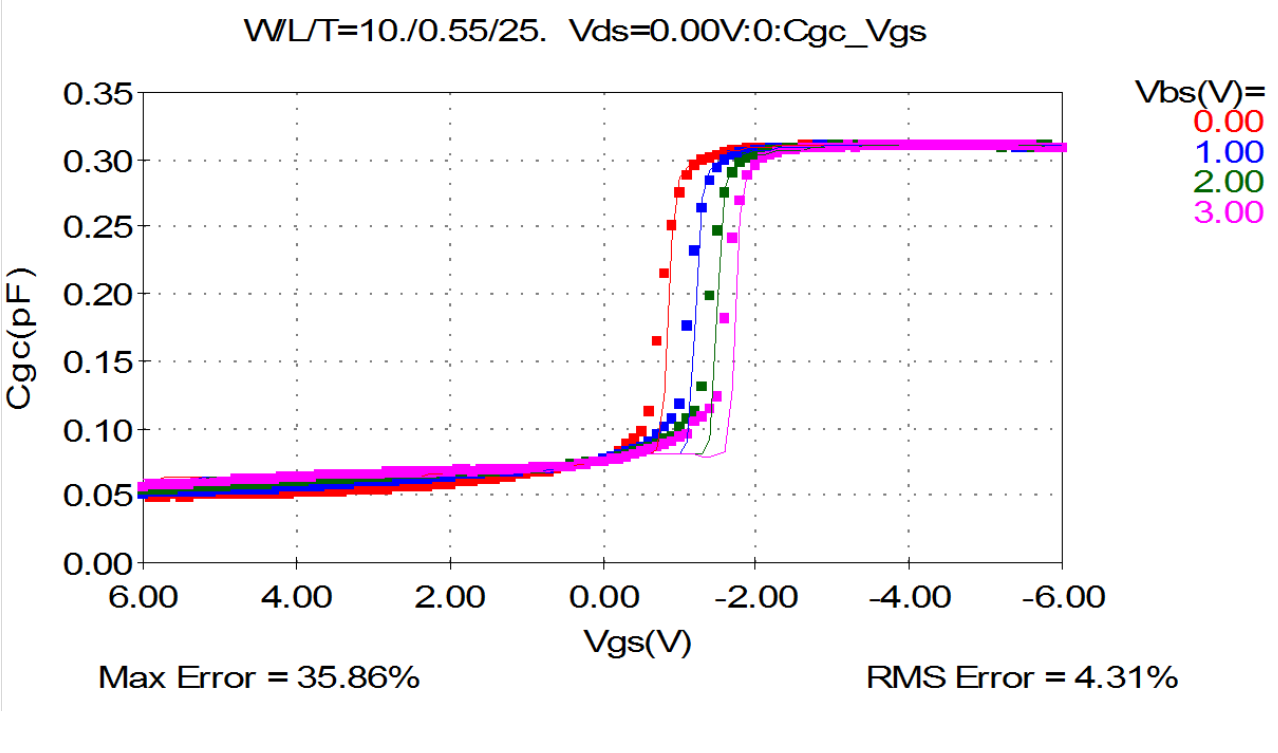 W/L/T=10./0.55/25. Vds=0.00V:0:Cgc_Vgs
Vbs(V)=
0.00
1.00
2.00
3.00
0.35
0.30
0.25
0.20
0.15
0.10
0.05
0.00
Cgc(pF)
6.00 4.00 2.00 0.00 -2.00 -4.00 -6.00
Vgs(V)
Max Error = 35.86% RMS Error = 4.31%